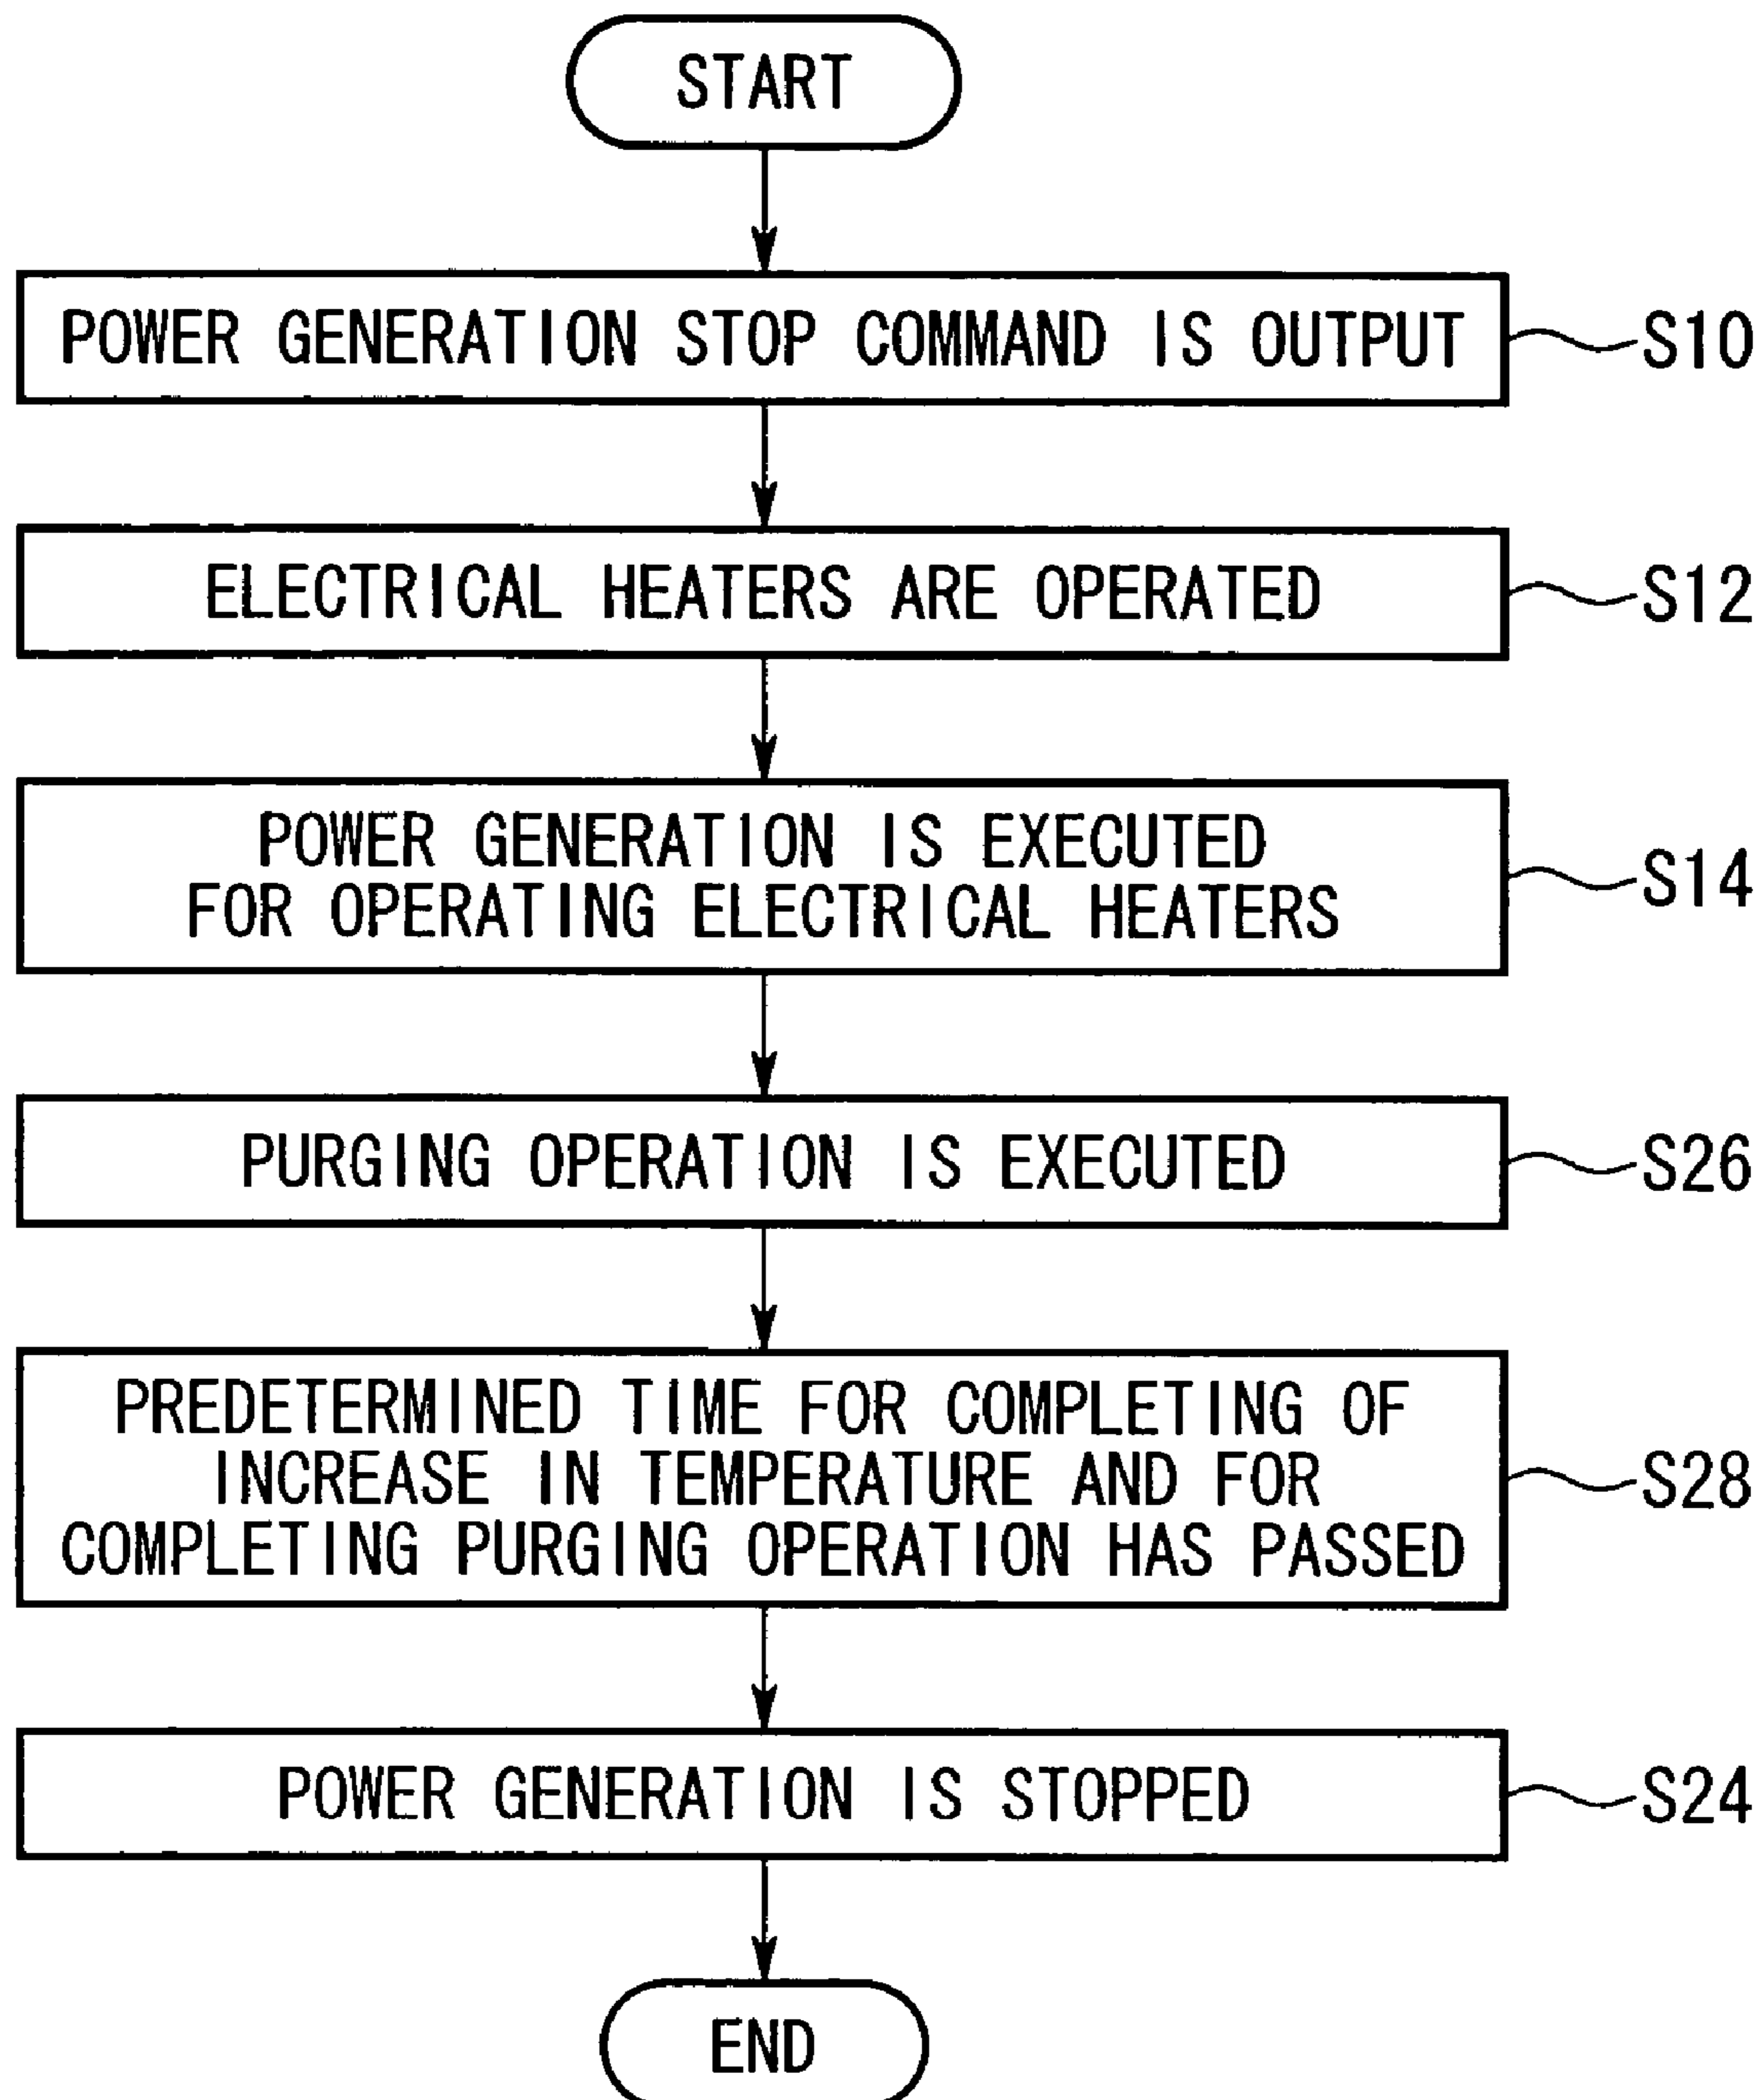 START
POWER GENERATION STOP COMMAND IS OUTPUT
S10
ELECTRICAL HEATERS ARE OPERATED
S12
POWER GENERATION IS EXECUTED
FOR OPERATING ELECTRICAL HEATERS
S14
PURGING OPERATION IS EXECUTED
S26
PREDETERMINED TIME FOR COMPLETING OF
INCREASE IN TEMPERATURE AND FOR
COMPLETING PURGING OPERATION HAS PASSED
S28
POWER GENERATION IS STOPPED
S24
END